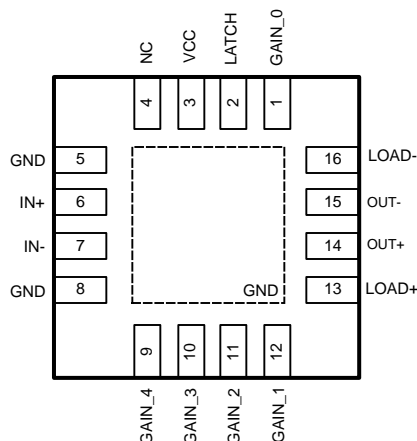 NC
VCC
LATCH
GAIN_0
4
3
2
1
GND 5
16 LOAD-
IN+ 6
15 OUT-
IN- 7
14 OUT+
GND 8
13 LOAD+
GND
9
10
11
12
GAIN_4
GAIN_3
GAIN_2
GAIN_1